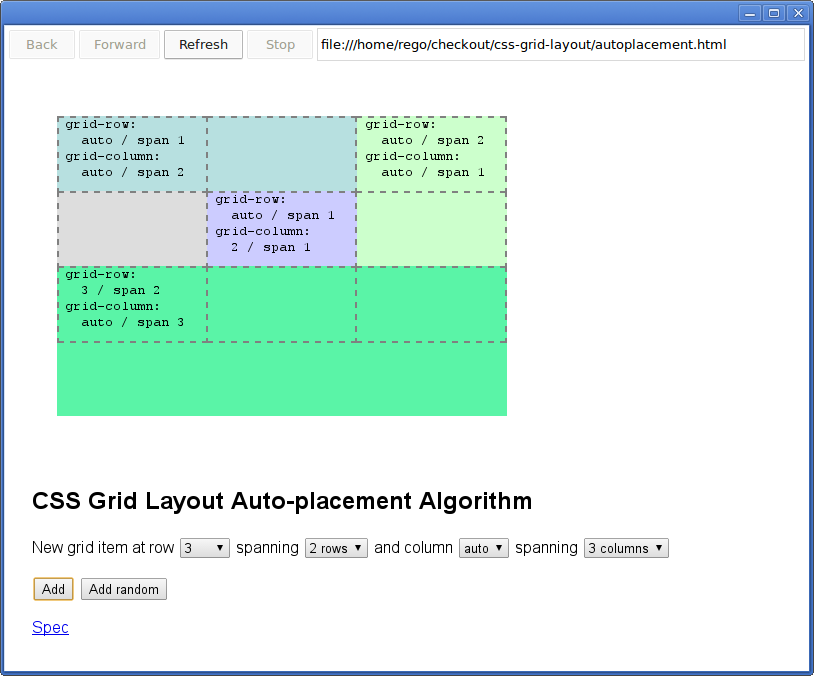 Back Forward Refresh Stop file:///home/rego/checkout/css-grid-layout/autoplacement.html
grid-row:
auto / span 1
grid-column:
auto / span 2
grid-row:
auto / span 2
grid-column:
auto / span 1
grid-row:
auto / span 1
grid-column:
2 / span 1
grid-row:
3 / span 2
grid-column:
auto / span 3
CSS Grid Layout Auto-placement Algorithm
New grid item at row 3 spanning 2 rows and column auto spanning 3 columns
Add Add random
Spec